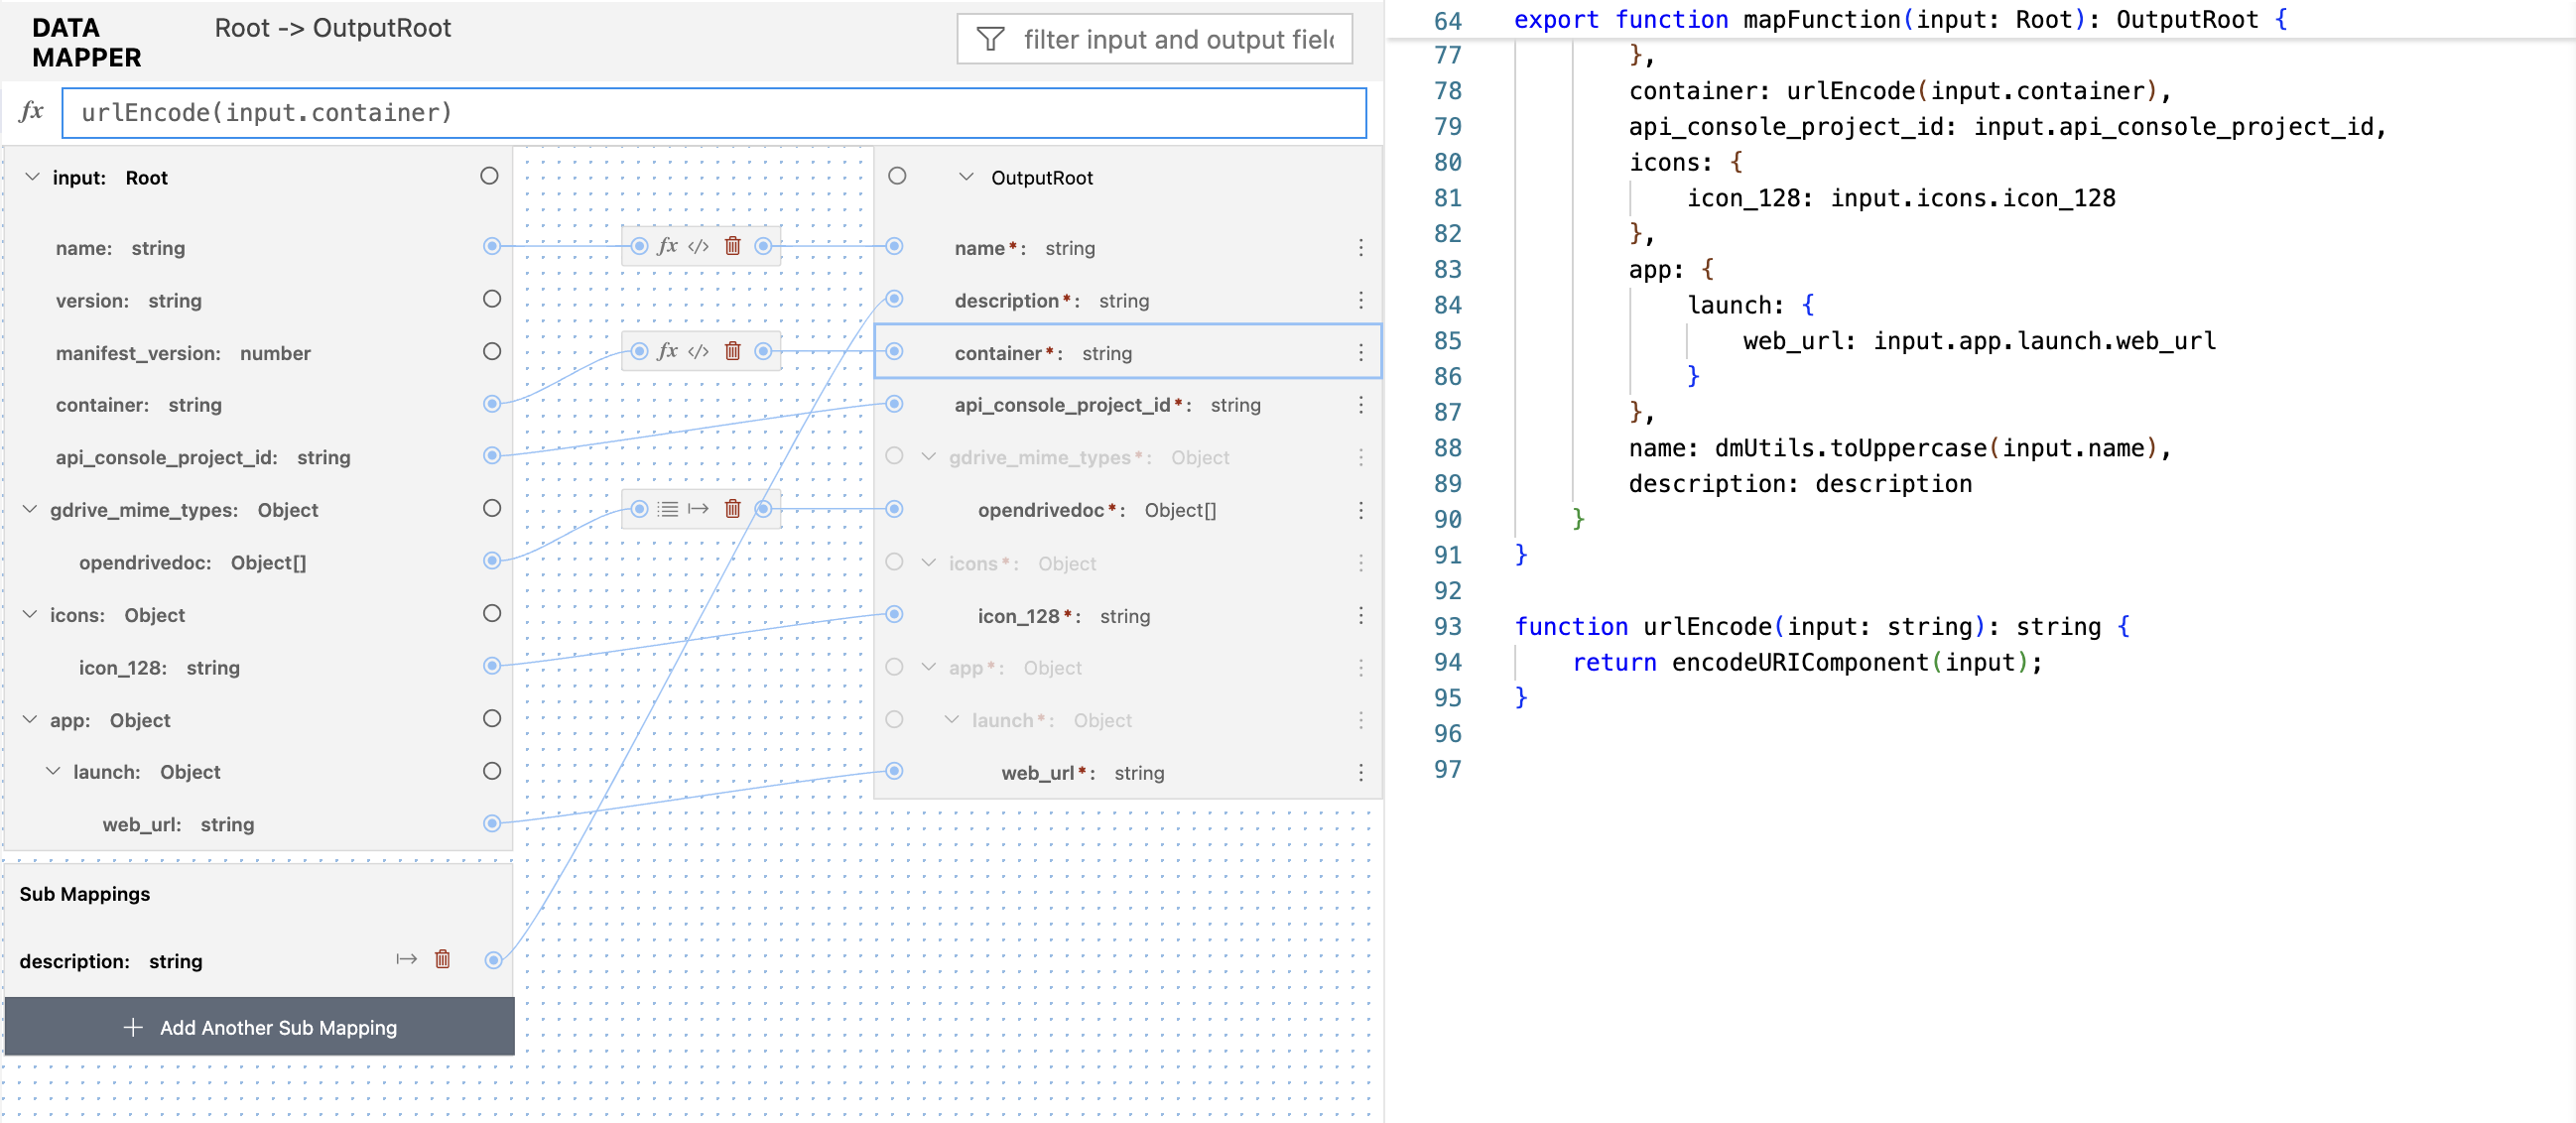 DATA MAPPER
Root -> OutputRoot
filter input and output fiel
fx
urlEncode(input.container)
input: Root
name: string
version: string
manifest_version: number
container: string
api_console_project_id: string
gdrive_mime_types: Object
opendrivedoc: Object[]
icons: Object
icon_128: string
app: Object
launch: Object
web_url: string
Sub Mappings
description: string
+ Add Another Sub Mapping
fx </>
fx </>
OutputRoot
name*: string
description*: string
container*: string
api_console_project_id*: string
gdrive_mime_types*: Object
opendrivedoc*: Object[]
icons*: Object
icon_128*: string
app*: Object
launch*: Object
web_url*: string
64 export function mapFunction(input: Root): OutputRoot {
77 },
78 container: urlEncode(input.container),
79 api_console_project_id: input.api_console_project_id,
80 icons: {
81 icon_128: input.icons.icon_128
82 },
83 app: {
84 launch: {
85 web_url: input.app.launch.web_url
86 }
87 },
88 name: dmUtils.toUppercase(input.name),
89 description: description
90 }
91 }
92
93 function urlEncode(input: string): string {
94 return encodeURIComponent(input);
95 }
96
97